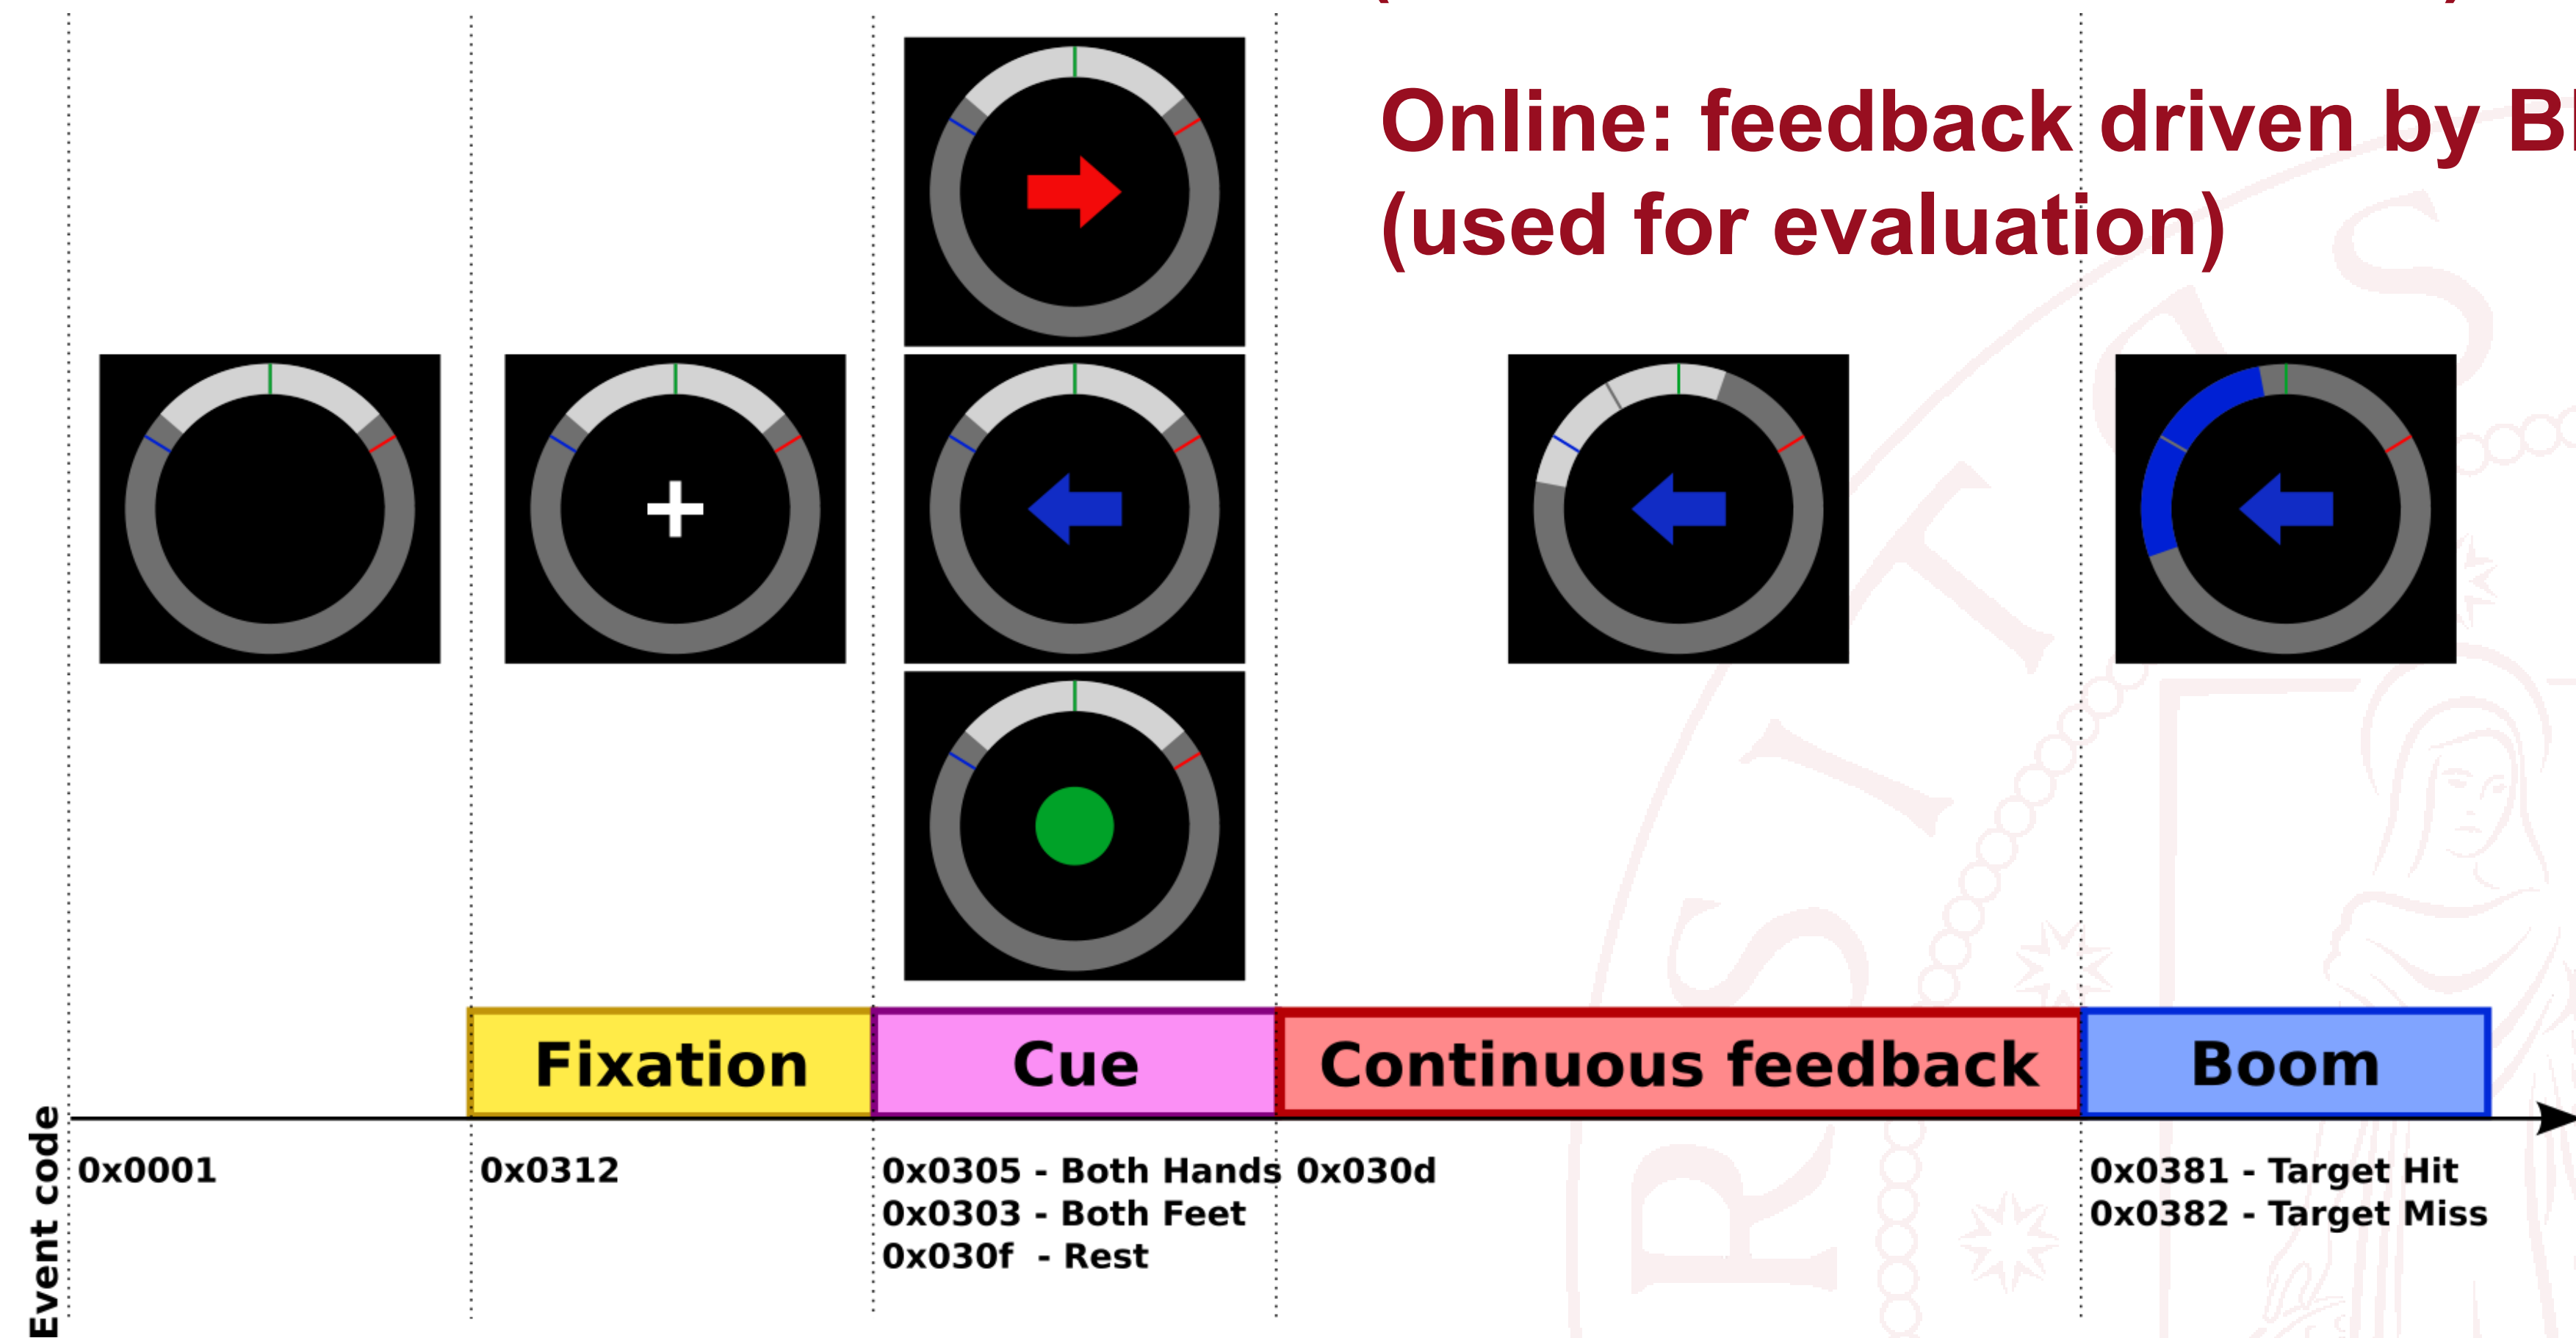 Online: feedback driven by
(used for evaluation)
Fixation
Cue
Continuous feedback
Boom
Event code
0x0001
0x0312
0x0305 - Both Hands
0x0303 - Both Feet
0x030f - Rest
0x030d
0x0381 - Target Hit
0x0382 - Target Miss
R S I T S